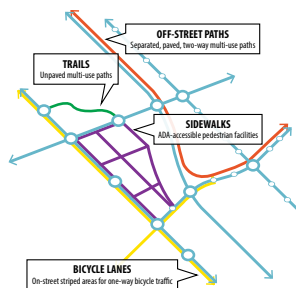 OFF-STREET PATHS
Separated, paved, two-way multi-use paths
TRAILS
Unpaved multi-use paths
SIDEWALKS
ADA-accessible pedestrian facilities
BICYCLE LANES
On-street striped areas for one-way bicycle traffic